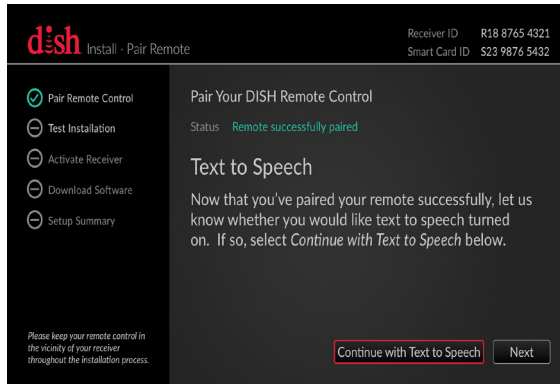 dish Install · Pair Remote
Receiver ID R18 8765 4321
Smart Card ID S23 9876 5432
Pair Remote Control
Test Installation
Activate Receiver
Download Software
Setup Summary
Please keep your remote control in
the vicinity of your receiver
throughout the installation process.
Pair Your DISH Remote Control
Status Remote successfully paired
Text to Speech
Now that you've paired your remote successfully, let us
know whether you would like text to speech turned
on. If so, select Continue with Text to Speech below.
Continue with Text to Speech
Next